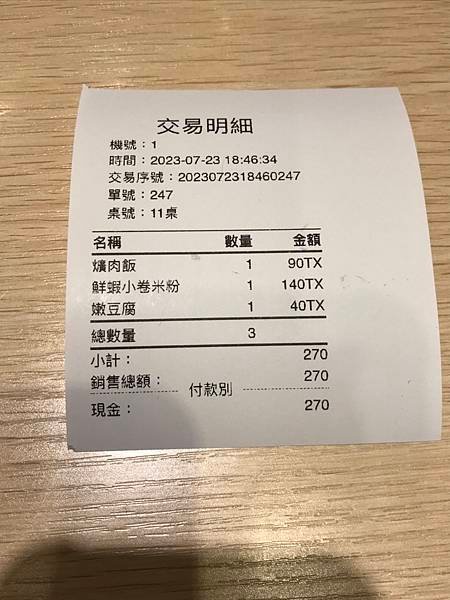 交易明細
機號：1
時間：2023-07-23 18:46:34
交易序號：2023072318460247
單號：247
桌號：11桌
名稱 數量 金額
爌肉飯 1 90TX
鮮蝦小卷米粉 1 140TX
嫩豆腐 1 40TX
總數量 3
小計： 270
銷售總額： 270
付款別
現金： 270